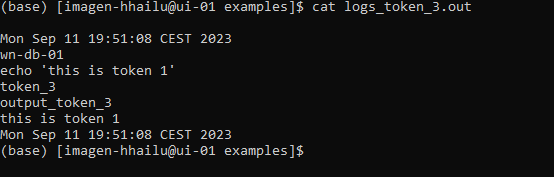 (base) [imagen-hhailu@ui-01 examples]$ cat logs_token_3.out
Mon Sep 11 19:51:08 CEST 2023
wn-db-01
echo 'this is token 1'
token_3
output_token_3
this is token 1
Mon Sep 11 19:51:08 CEST 2023
(base) [imagen-hhailu@ui-01 examples]$